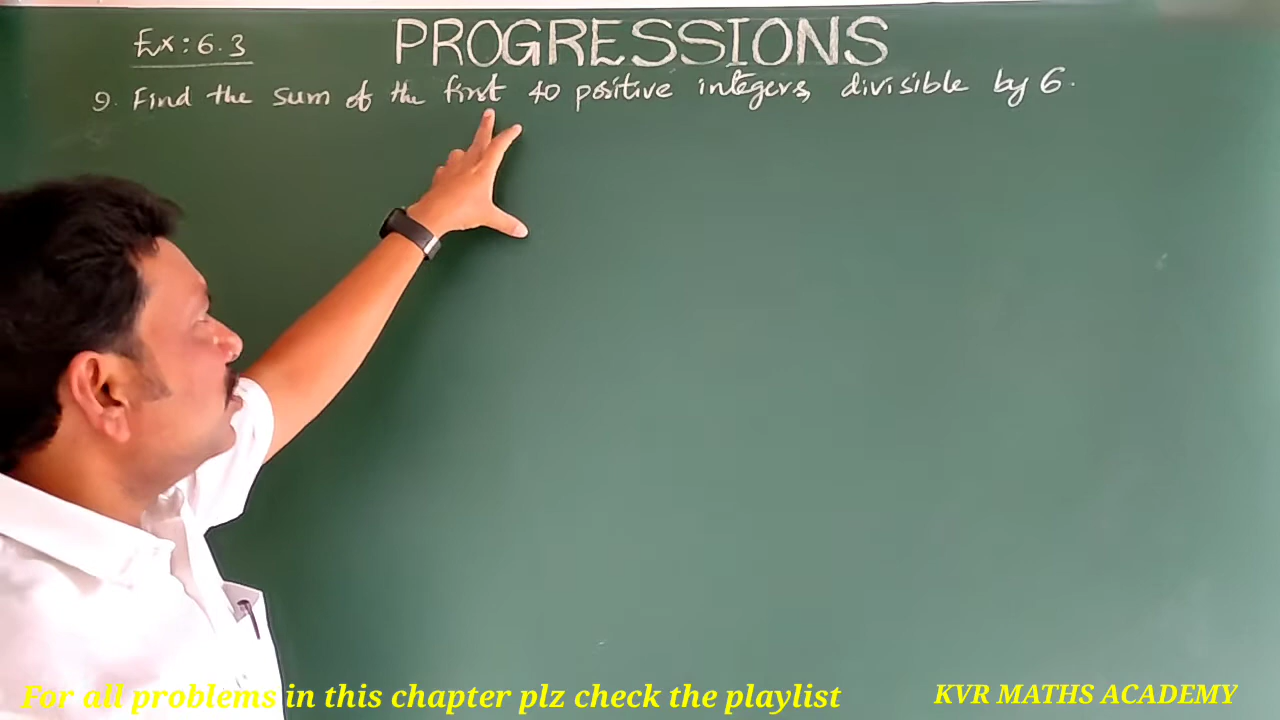 PROGRESSIONS
Ex: 6.3
9. Find the sum of the first 40 positive integers, divisible by 6.
For all problems in this chapter plz check the playlist
KVR MATHS ACADEMY